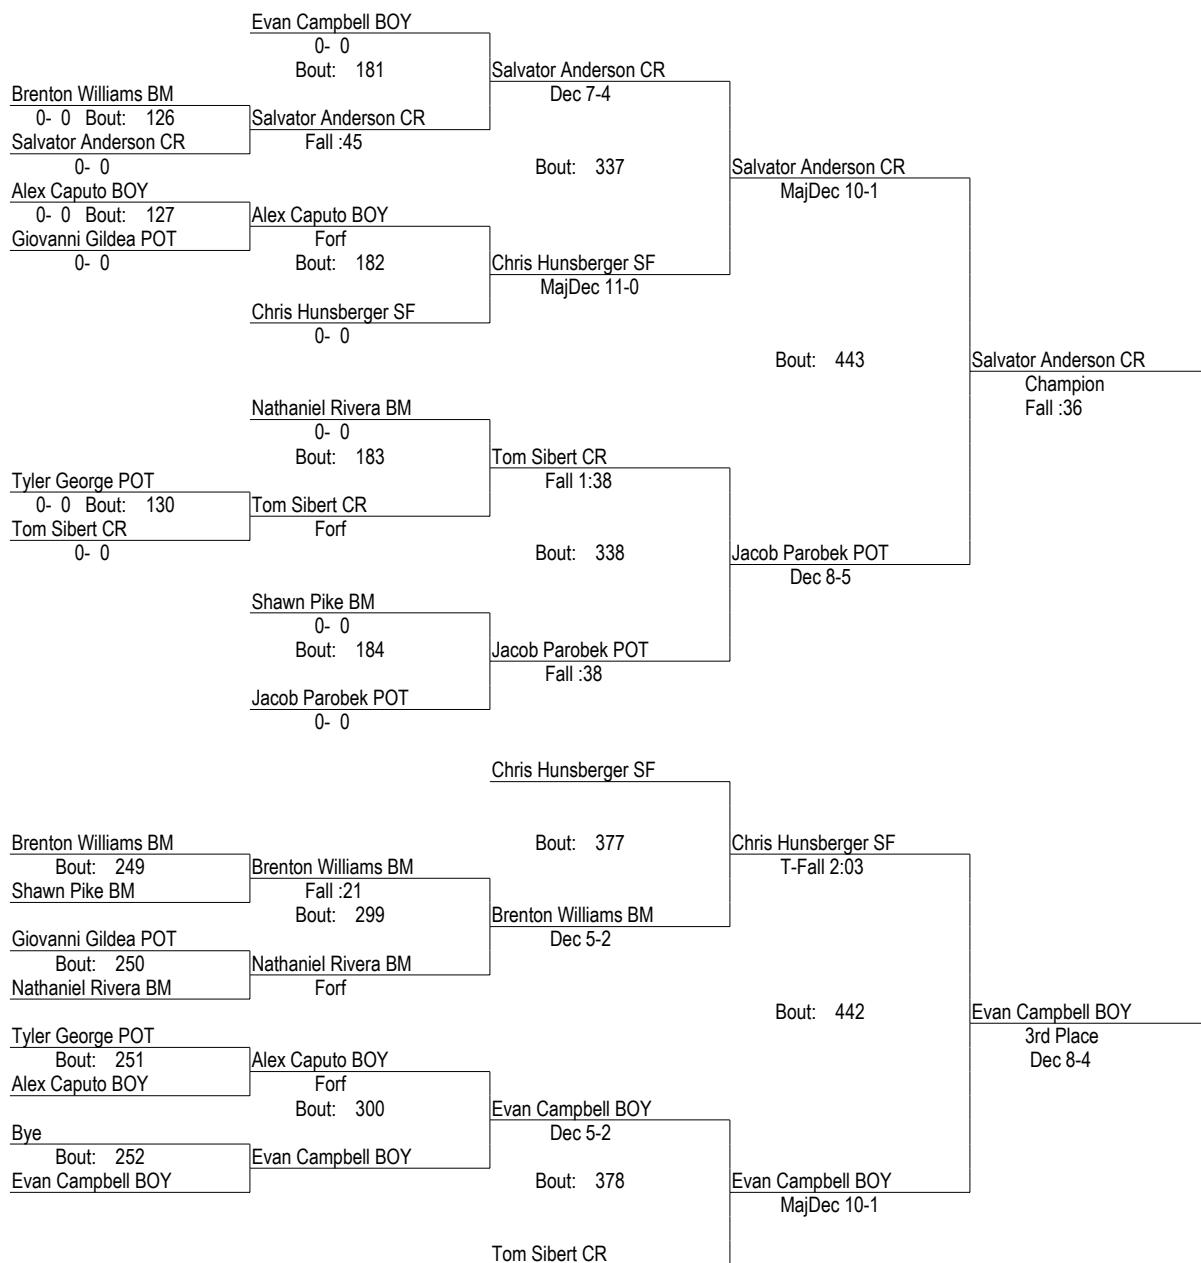 Evan Campbell BOY
0- 0
Bout: 181
Salvator Anderson CR
Dec 7-4
Brenton Williams BM
0- 0 Bout: 126
Salvator Anderson CR
Fall :45
Salvator Anderson CR
0- 0
Bout: 337
Salvator Anderson CR
MajDec 10-1
Alex Caputo BOY
0- 0 Bout: 127
Alex Caputo BOY
Forf
Giovanni Gildea POT
0- 0
Bout: 182
Chris Hunsberger SF
MajDec 11-0
Chris Hunsberger SF
0- 0
Bout: 443
Salvator Anderson CR
Champion
Fall :36
Nathaniel Rivera BM
0- 0
Bout: 183
Tom Sibert CR
Fall 1:38
Tyler George POT
0- 0 Bout: 130
Tom Sibert CR
Forf
Tom Sibert CR
0- 0
Bout: 338
Jacob Parobek POT
Dec 8-5
Shawn Pike BM
0- 0
Bout: 184
Jacob Parobek POT
Fall :38
Jacob Parobek POT
0- 0
Chris Hunsberger SF
Bout: 377
Chris Hunsberger SF
T-Fall 2:03
Brenton Williams BM
Bout: 249
Brenton Williams BM
Fall :21
Shawn Pike BM
Bout: 299
Brenton Williams BM
Dec 5-2
Giovanni Gildea POT
Bout: 250
Nathaniel Rivera BM
Forf
Nathaniel Rivera BM
Bout: 442
Evan Campbell BOY
3rd Place
Dec 8-4
Tyler George POT
Bout: 251
Alex Caputo BOY
Forf
Alex Caputo BOY
Bout: 300
Evan Campbell BOY
Dec 5-2
Bye
Bout: 252
Evan Campbell BOY
Evan Campbell BOY
Bout: 378
Evan Campbell BOY
MajDec 10-1
Tom Sibert CR